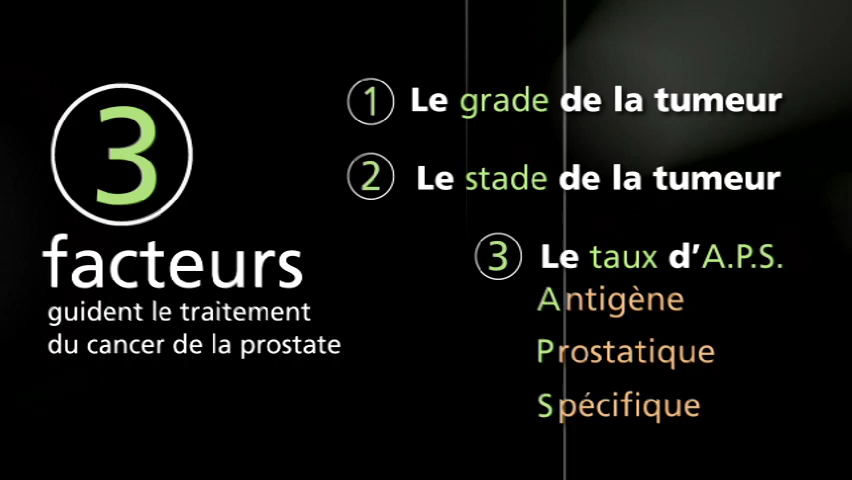 3
facteurs
guident le traitement
du cancer de la prostate
1 Le grade de la tumeur
2 Le stade de la tumeur
3 Le taux d'A.P.S.
Antigène
Prostatique
Spécifique